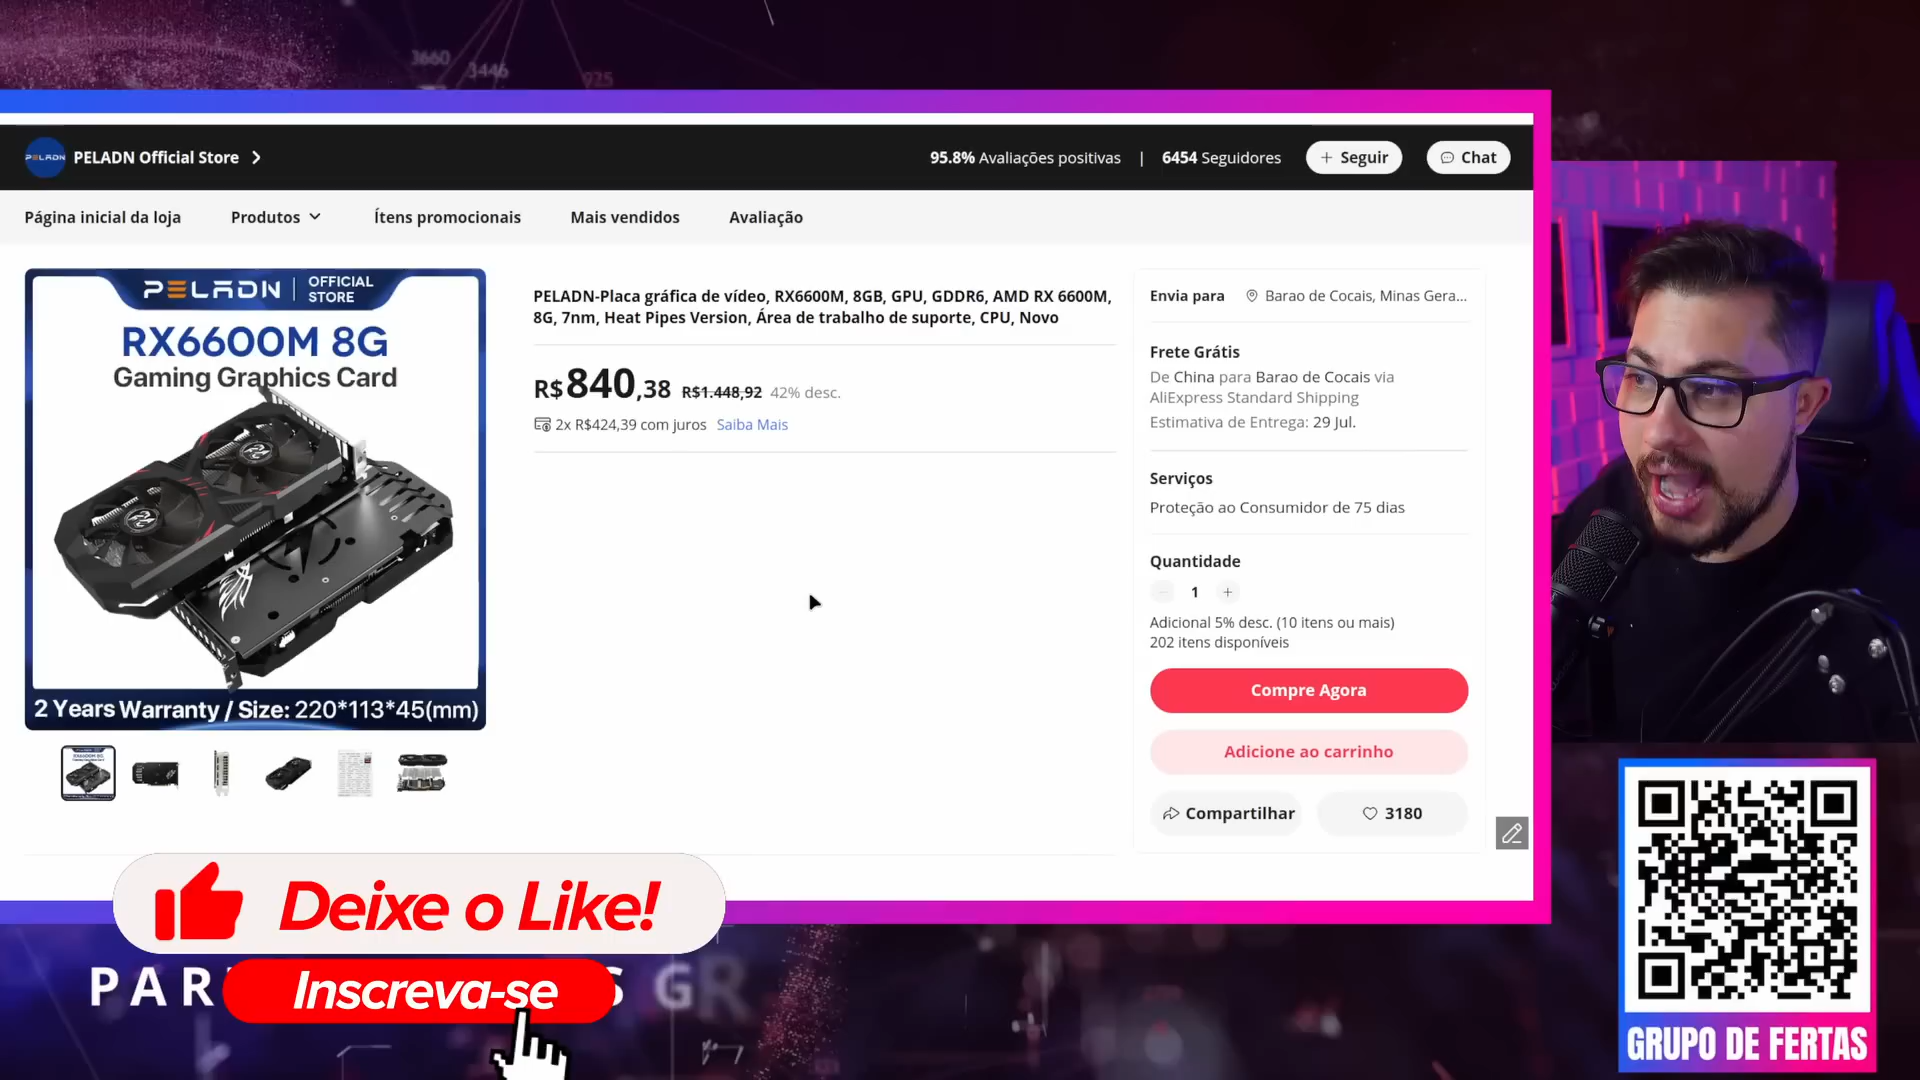 3660
3446
925
PELADN
PELADN Official Store
95.8% Avaliações positivas | 6454 Seguidores
+ Seguir
Chat
Página inicial da loja
Produtos
Ítens promocionais
Mais vendidos
Avaliação
PELADN | OFFICIAL STORE
RX6600M 8G
Gaming Graphics Card
2 Years Warranty / Size: 220*113*45(mm)
PELADN-Placa gráfica de vídeo, RX6600M, 8GB, GPU, GDDR6, AMD RX 6600M,
8G, 7nm, Heat Pipes Version, Área de trabalho de suporte, CPU, Novo
R$840,38 R$1.448,92 42% desc.
2x R$424,39 com juros Saiba Mais
Envia para Barao de Cocais, Minas Gera...
Frete Grátis
De China para Barao de Cocais via
AliExpress Standard Shipping
Estimativa de Entrega: 29 Jul.
Serviços
Proteção ao Consumidor de 75 dias
Quantidade
- 1 +
Adicional 5% desc. (10 itens ou mais)
202 itens disponíveis
Compre Agora
Adicione ao carrinho
Compartilhar
3180
Deixe o Like!
Inscreva-se
PAR S GR
GRUPO DE FERTAS